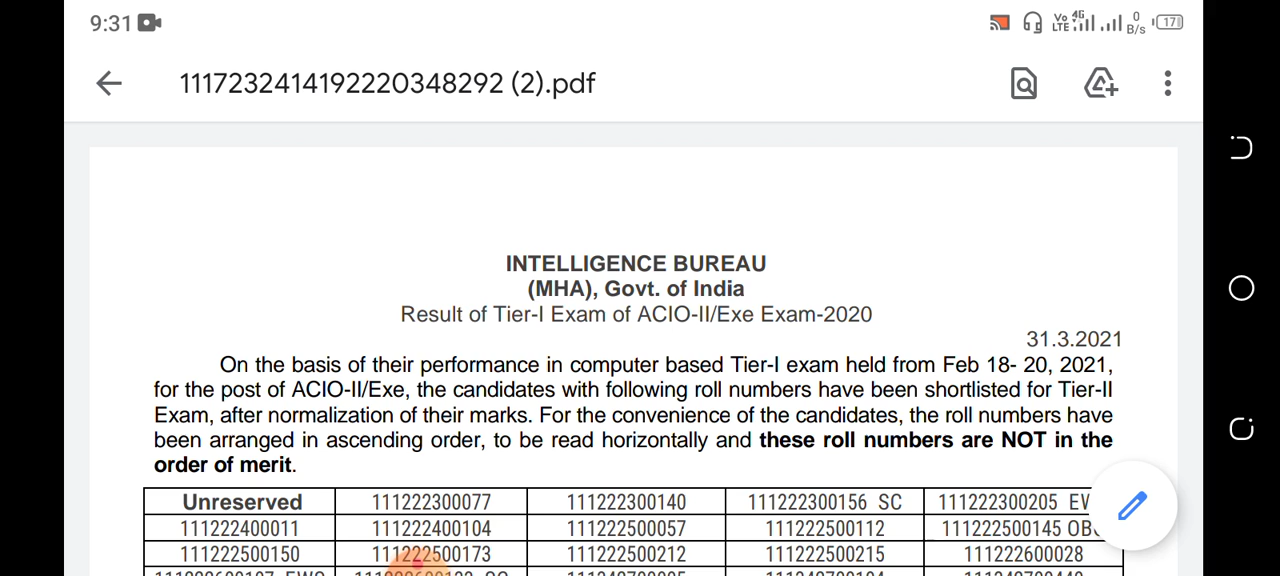 9:31 Vo LTE 4G 0 B/s 17
1117232414192220348292 (2).pdf
INTELLIGENCE BUREAU
(MHA), Govt. of India
Result of Tier-I Exam of ACIO-II/Exe Exam-2020
31.3.2021
On the basis of their performance in computer based Tier-I exam held from Feb 18- 20, 2021,
for the post of ACIO-II/Exe, the candidates with following roll numbers have been shortlisted for Tier-II
Exam, after normalization of their marks. For the convenience of the candidates, the roll numbers have
been arranged in ascending order, to be read horizontally and these roll numbers are NOT in the
order of merit.
Unreserved 111222300077 111222300140 111222300156 SC 111222300205
111222400011 111222400104 111222500057 111222500112 111222500145
111222500150 111222500173 111222500212 111222500215 111222600028